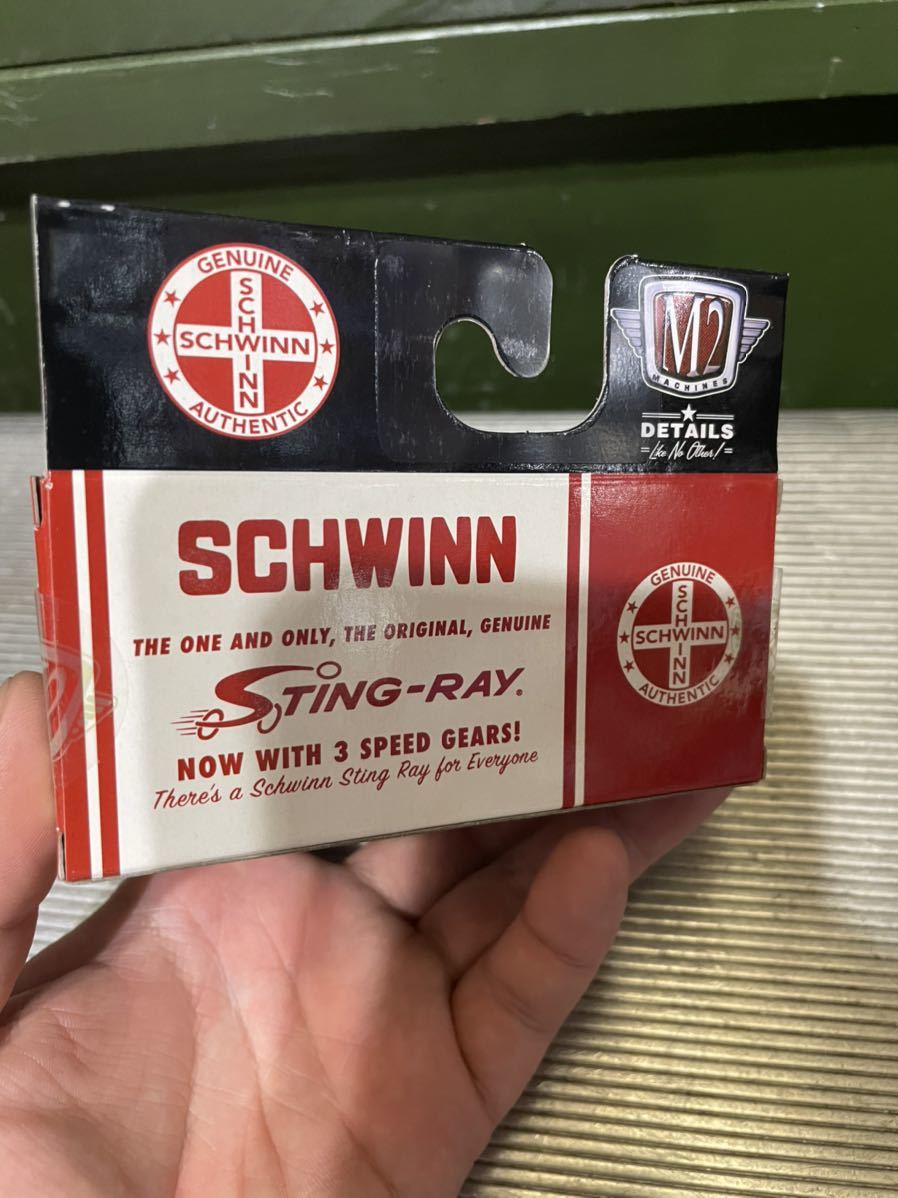 GENUINE
SCHWINN
SCHWINN
AUTHENTIC
M2
MACHINES
DETAILS
Like No Other!
SCHWINN
THE ONE AND ONLY, THE ORIGINAL, GENUINE
STING-RAY®
NOW WITH 3 SPEED GEARS!
There's a Schwinn Sting Ray for Everyone
GENUINE
SCHWINN
SCHWINN
AUTHENTIC